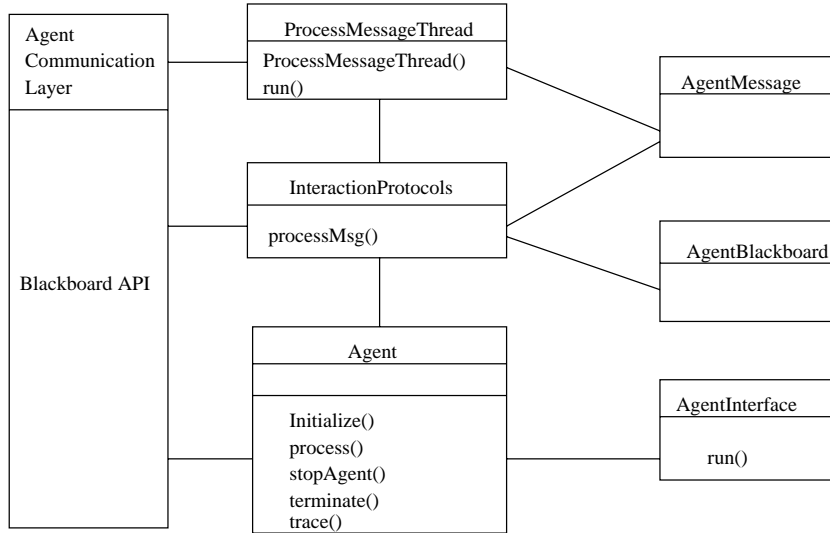 Agent
Communication
Layer
Blackboard API
ProcessMessageThread
ProcessMessageThread()
run()
InteractionProtocols
processMsg()
Agent
Initialize()
process()
stopAgent()
terminate()
trace()
AgentMessage
AgentBlackboard
AgentInterface
run()